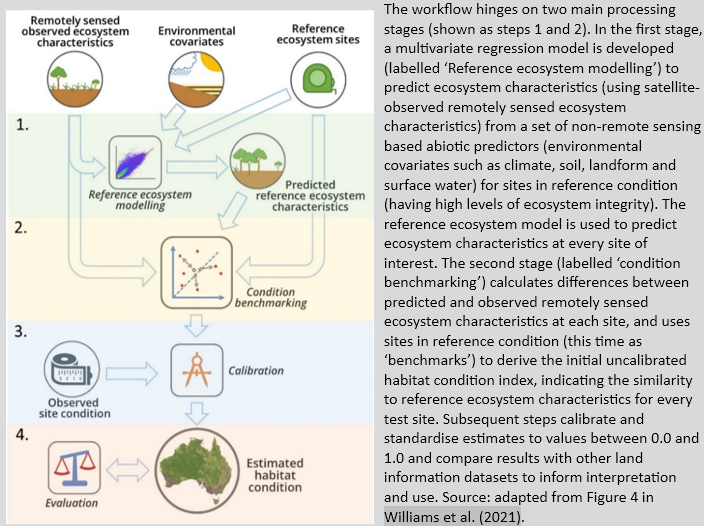 Remotely sensed
observed ecosystem
characteristics
Environmental
covariates
Reference
ecosystem sites
1.
Reference ecosystem
modelling
Predicted
reference ecosystem
characteristics
2.
Condition
benchmarking
3.
Observed
site condition
Calibration
4.
Evaluation
Estimated
habitat
condition
The workflow hinges on two main processing
stages (shown as steps 1 and 2). In the first stage,
a multivariate regression model is developed
(labelled ‘Reference ecosystem modelling’) to
predict ecosystem characteristics (using satellite-
observed remotely sensed ecosystem
characteristics) from a set of non-remote sensing
based abiotic predictors (environmental
covariates such as climate, soil, landform and
surface water) for sites in reference condition
(having high levels of ecosystem integrity). The
reference ecosystem model is used to predict
ecosystem characteristics at every site of
interest. The second stage (labelled ‘condition
benchmarking’) calculates differences between
predicted and observed remotely sensed
ecosystem characteristics at each site, and uses
sites in reference condition (this time as
‘benchmarks’) to derive the initial uncalibrated
habitat condition index, indicating the similarity
to reference ecosystem characteristics for every
test site. Subsequent steps calibrate and
standardise estimates to values between 0.0 and
1.0 and compare results with other land
information datasets to inform interpretation
and use. Source: adapted from Figure 4 in
Williams et al. (2021).